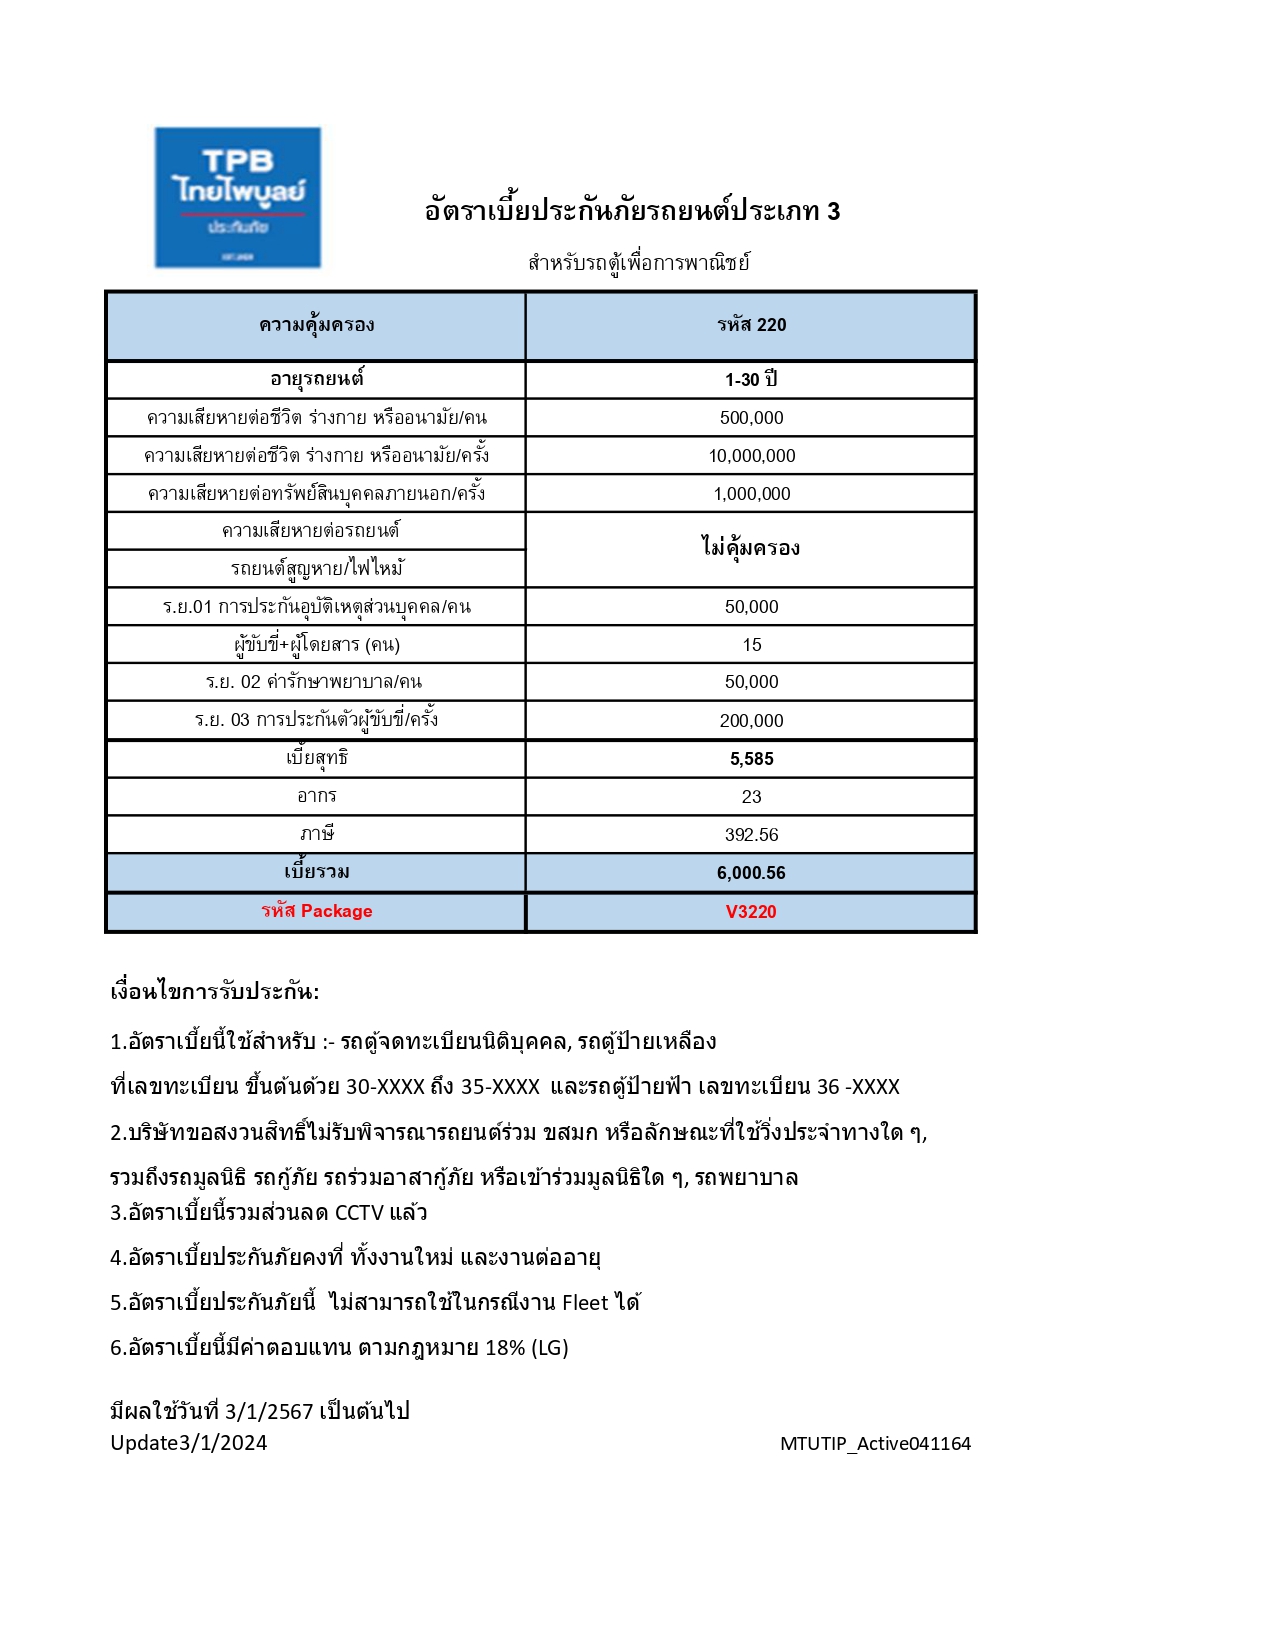 TPB
ไทยไพบูลย์
ประกันภัย
อัตราเบี้ยประกันภัยรถยนต์ประเภท 3
สำหรับรถตู้เพื่อการพาณิชย์
ความคุ้มครอง รหัส 220
อายุรถยนต์ 1-30 ปี
ความเสียหายต่อชีวิต ร่างกาย หรืออนามัย/คน 500,000
ความเสียหายต่อชีวิต ร่างกาย หรืออนามัย/ครั้ง 10,000,000
ความเสียหายต่อทรัพย์สินบุคคลภายนอก/ครั้ง 1,000,000
ความเสียหายต่อรถยนต์ ไม่คุ้มครอง
รถยนต์สูญหาย/ไฟไหม้
ร.ย.01 การประกันอุบัติเหตุส่วนบุคคล/คน 50,000
ผู้ขับขี่+ผู้โดยสาร (คน) 15
ร.ย. 02 ค่ารักษาพยาบาล/คน 50,000
ร.ย. 03 การประกันตัวผู้ขับขี่/ครั้ง 200,000
เบี้ยสุทธิ 5,585
อากร 23
ภาษี 392.56
เบี้ยรวม 6,000.56
รหัส Package V3220
เงื่อนไขการรับประกัน:
1.อัตราเบี้ยนี้ใช้สำหรับ :- รถตู้จดทะเบียนนิติบุคคล, รถตู้ป้ายเหลือง
ที่เลขทะเบียน ขึ้นต้นด้วย 30-XXXX ถึง 35-XXXX และรถตู้ป้ายฟ้า เลขทะเบียน 36 -XXXX
2.บริษัทขอสงวนสิทธิ์ไม่รับพิจารณารถยนต์ร่วม ขสมก หรือลักษณะที่ใช้วิ่งประจำทางใด ๆ,
รวมถึงรถมูลนิธิ รถกู้ภัย รถร่วมอาสากู้ภัย หรือเข้าร่วมมูลนิธิใด ๆ, รถพยาบาล
3.อัตราเบี้ยนี้รวมส่วนลด CCTV แล้ว
4.อัตราเบี้ยประกันภัยคงที่ ทั้งงานใหม่ และงานต่ออายุ
5.อัตราเบี้ยประกันภัยนี้ ไม่สามารถใช้ในกรณีงาน Fleet ได้
6.อัตราเบี้ยนี้มีค่าตอบแทน ตามกฎหมาย 18% (LG)
มีผลใช้วันที่ 3/1/2567 เป็นต้นไป
Update3/1/2024 MTUTIP_Active041164